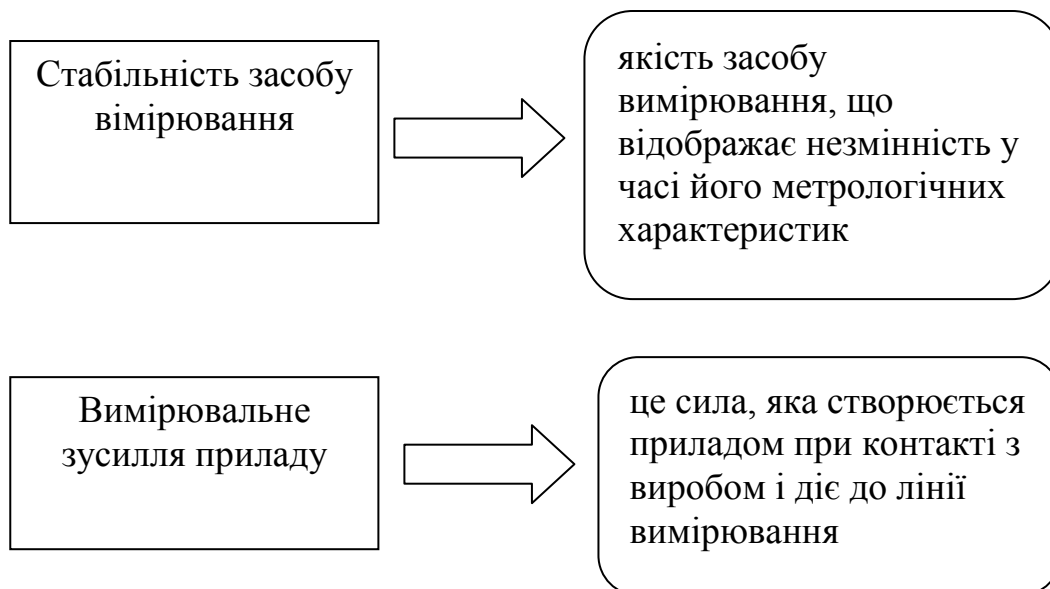 Стабільність засобу
вімірювання
якість засобу
вимірювання, що
відображає незмінність у
часі його метрологічних
характеристик
Вимірювальне
зусилля приладу
це сила, яка створюється
приладом при контакті з
виробом і діє до лінії
вимірювання